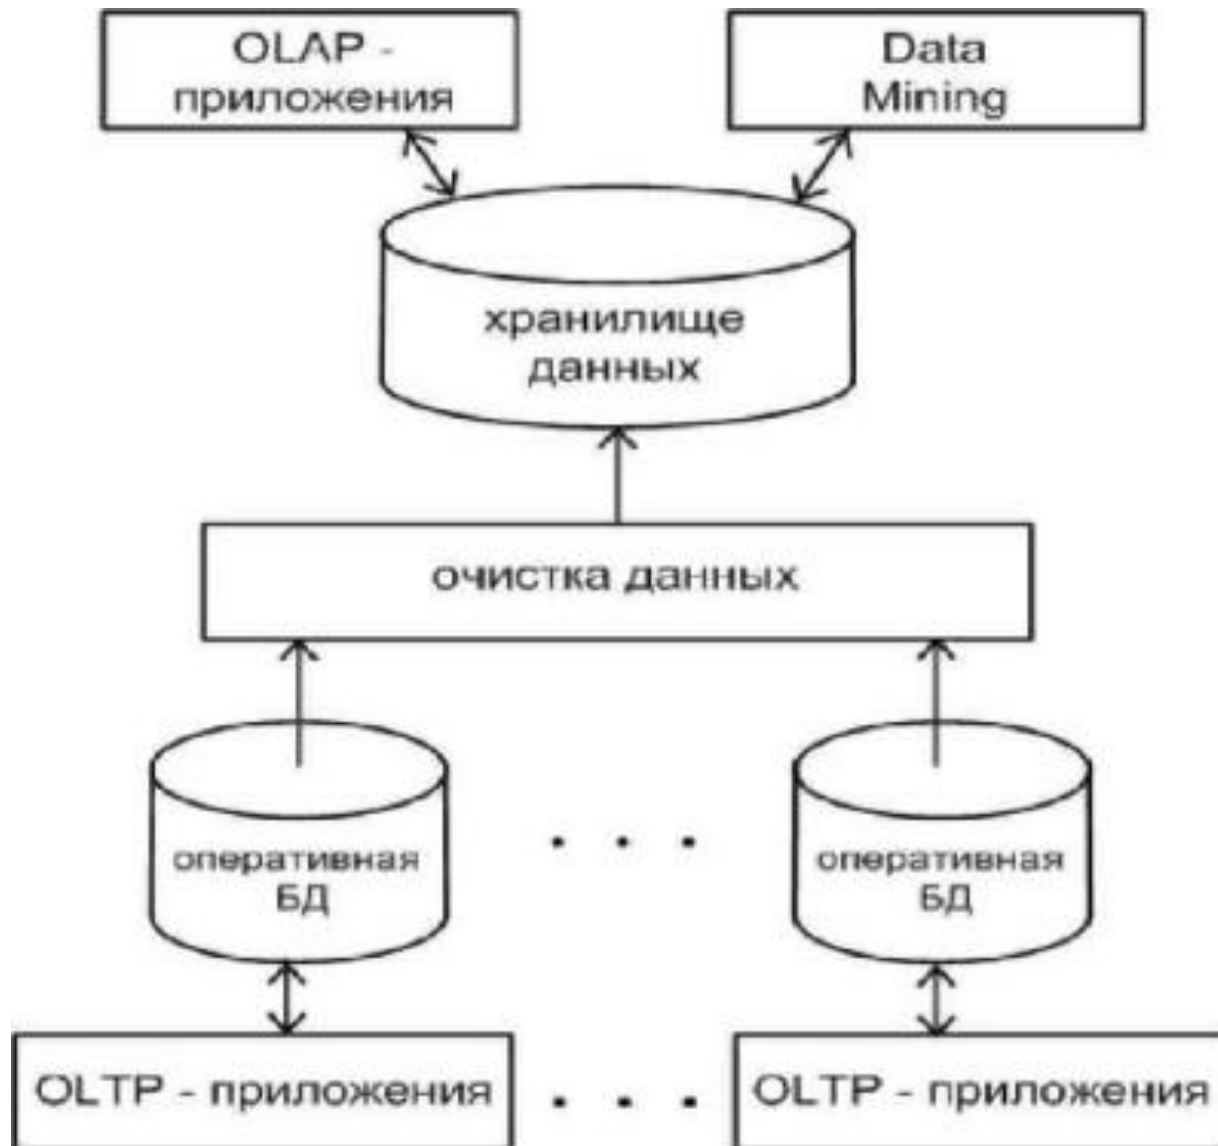 OLAP -
приложения
Data
Mining
хранилище
данных
очистка данных
оперативная
БД
. . .
оперативная
БД
OLTP - приложения
. . .
OLTP - приложения